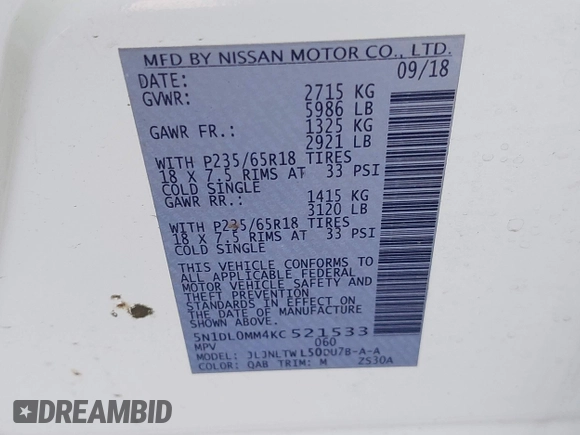 MFD BY NISSAN MOTOR CO., LTD.
DATE: 09/18
GVWR: 2715 KG
5986 LB
GAWR FR.: 1325 KG
2921 LB
WITH P235/65R18 TIRES
18 X 7.5 RIMS AT 33 PSI
COLD SINGLE
GAWR RR.: 1415 KG
3120 LB
WITH P235/65R18 TIRES
18 X 7.5 RIMS AT 33 PSI
COLD SINGLE
THIS VEHICLE CONFORMS TO
ALL APPLICABLE FEDERAL
MOTOR VEHICLE SAFETY AND
THEFT PREVENTION
STANDARDS IN EFFECT ON
THE DATE OF MANUFACTURE
SHOWN ABOVE.
5N1DL0MM4KC521533
MPV 060
MODEL: JLJNLTWL50DU7B-A-A
COLOR: QAB TRIM: M ZS30A
DREAMBID